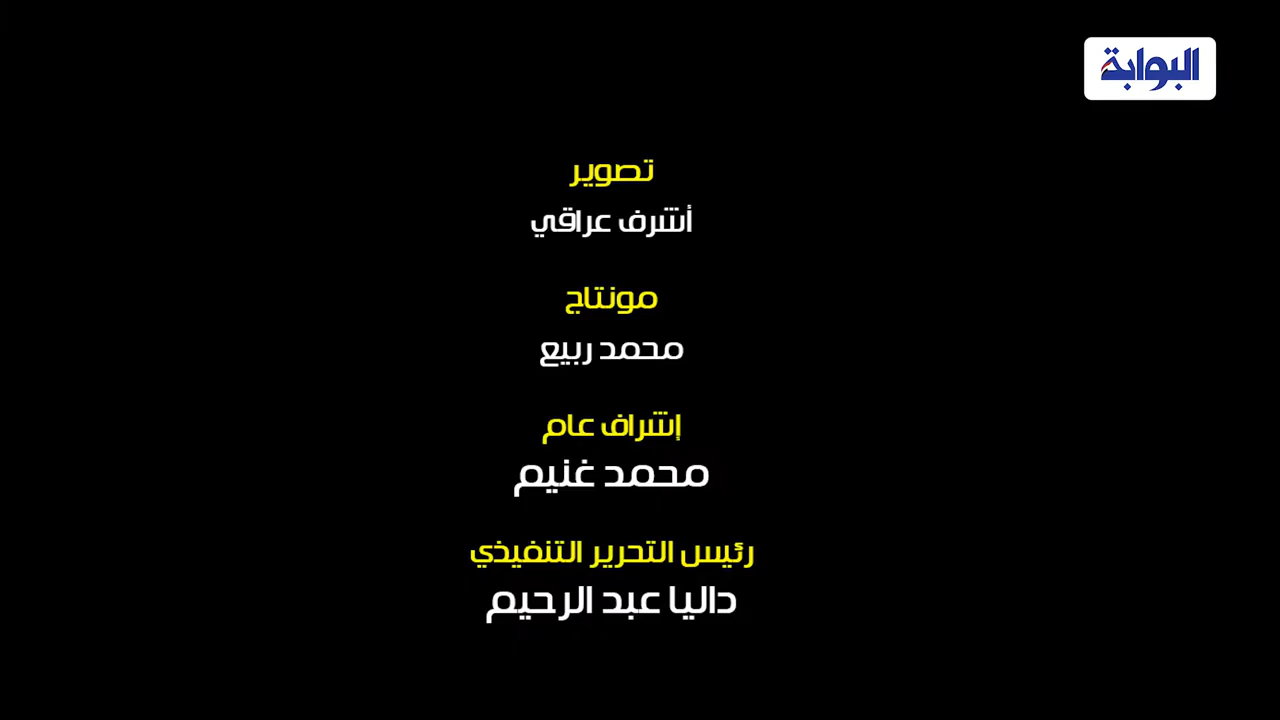 البوابة
تصوير
أشرف عراقي
مونتاج
محمد ربيع
إشراف عام
محمد غنيم
رئيس التحرير التنفيذي
داليا عبد الرحيم